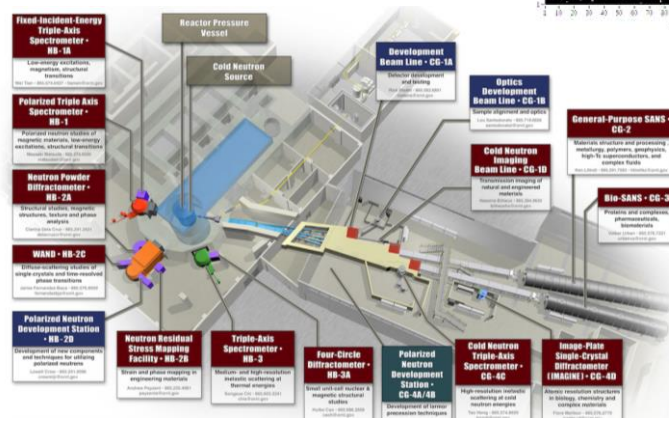 Fixed-Incident-Energy
Triple-Axis
Spectrometer •
HB-1A
Low-energy excitations,
magnetism, structural
transitions
Polarized Triple Axis
Spectrometer •
HB-1
Polarized neutron studies of
magnetic materials, low-energy
excitations, structural transitions
Neutron Powder
Diffractometer •
HB-2A
Structural studies, magnetic
structures, texture and phase
analysis
WAND • HB-2C
Diffuse-scattering studies of
single crystals and time-resolved
phase transitions
Polarized Neutron
Development Station •
HB-2D
Development of new components
and techniques for utilizing
polarized neutrons
Reactor Pressure
Vessel
Cold Neutron
Source
Development
Beam Line • CG-1A
Detector development
and testing
Optics
Development
Beam Line • CG-1B
Sample alignment and optics
Cold Neutron
Imaging
Beam Line • CG-1D
Transmission imaging of
natural and engineered
materials
General-Purpose SANS •
CG-2
Materials structure and processing,
metallurgy, polymers, geophysics,
high-Tc superconductors, and
complex fluids
Bio-SANS • CG-3
Proteins and complexes,
pharmaceuticals,
biomaterials
Neutron Residual
Stress Mapping
Facility • HB-2B
Strain and phase mapping in
engineering materials
Triple-Axis
Spectrometer •
HB-3
Medium- and high-resolution
inelastic scattering at
thermal energies
Four-Circle
Diffractometer •
HB-3A
Small unit-cell nuclear &
magnetic structural
studies
Polarized
Neutron
Development
Station •
CG-4A/4B
Development of larmor
precession techniques
Cold Neutron
Triple-Axis
Spectrometer •
CG-4C
High-resolution inelastic
scattering at cold
neutron energies
Image-Plate
Single-Crystal
Diffractometer
(IMAGINE) • CG-4D
Atomic resolution structures
in biology, chemistry and
complex materials